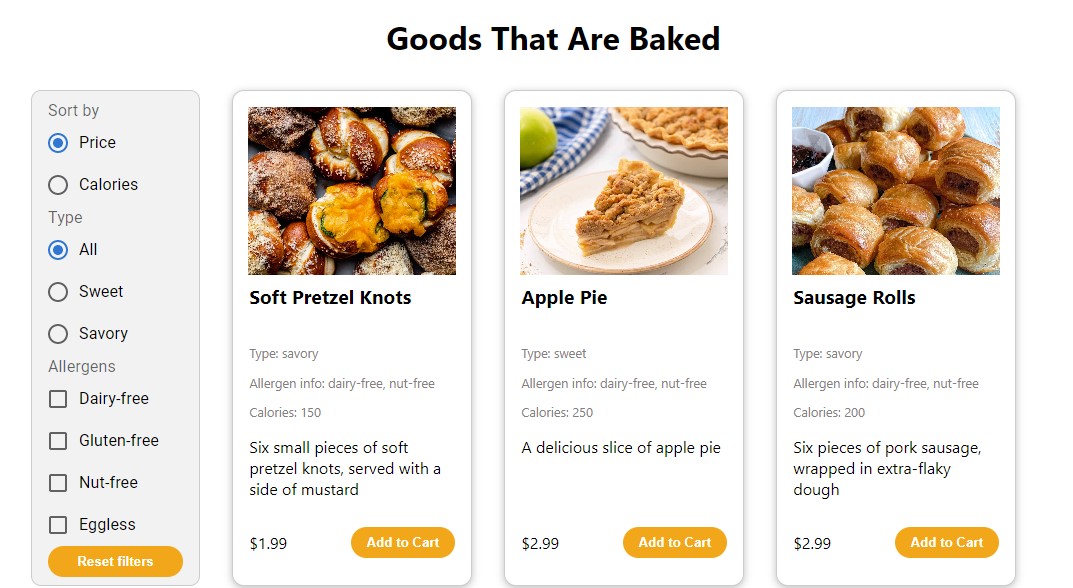 Goods That Are Baked
Sort by
Price
Calories
Type
All
Sweet
Savory
Allergens
Dairy-free
Gluten-free
Nut-free
Eggless
Reset filters
Soft Pretzel Knots
Type: savory
Allergen info: dairy-free, nut-free
Calories: 150
Six small pieces of soft
pretzel knots, served with a
side of mustard
$1.99
Add to Cart
Apple Pie
Type: sweet
Allergen info: dairy-free, nut-free
Calories: 250
A delicious slice of apple pie
$2.99
Add to Cart
Sausage Rolls
Type: savory
Allergen info: dairy-free, nut-free
Calories: 200
Six pieces of pork sausage,
wrapped in extra-flaky
dough
$2.99
Add to Cart